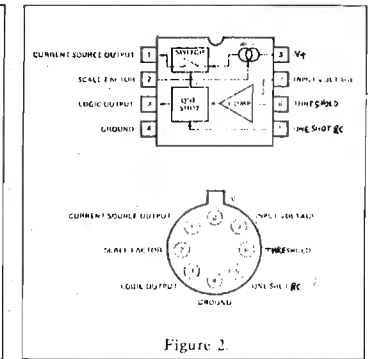 CURRENT SOURCE OUTPUT 1 SWITCH 8 V+
SCALE FACTOR 2 7 INPUT VOLTAGE
LOGIC OUTPUT 3 ONE SHOT COMP 6 THRESHOLD
GROUND 4 5 ONE SHOT RC
CURRENT SOURCE OUTPUT INPUT VOLTAGE
SCALE FACTOR THRESHOLD
LOGIC OUTPUT ONE SHOT RC
GROUND
Figure 2.